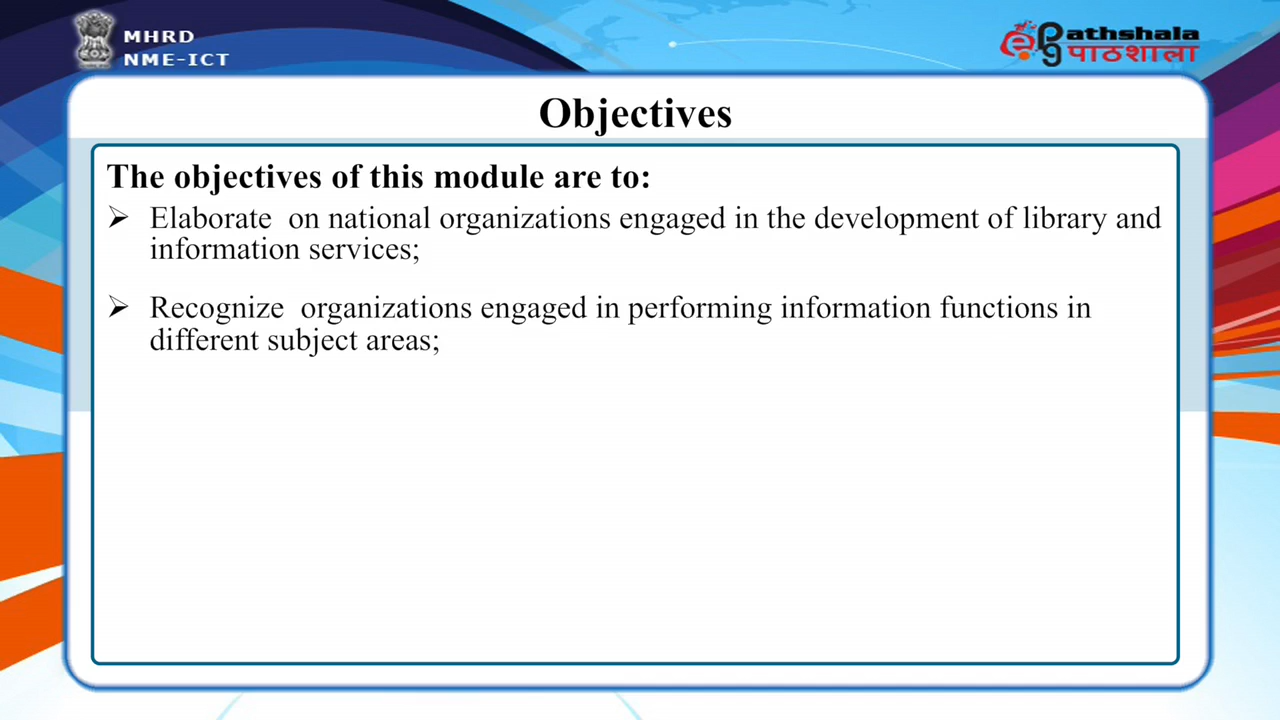 MHRD
NME-ICT
epg athshala
पाठशाला
Objectives
The objectives of this module are to:
➢ Elaborate on national organizations engaged in the development of library and
information services;
➢ Recognize organizations engaged in performing information functions in
different subject areas;